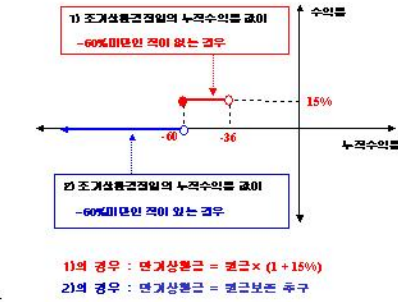 1) 조기상환결정일의 누적수익률 값이
-60%미만인 적이 없는 경우
수익률
15%
-60
-36
누적수익률
2) 조기상환결정일의 누적수익률 값이
-60%미만인 적이 있는 경우
1)의 경우 : 만기상환금 = 원금× (1 +15%)
2)의 경우 : 만기상환금 = 원금보존 추구